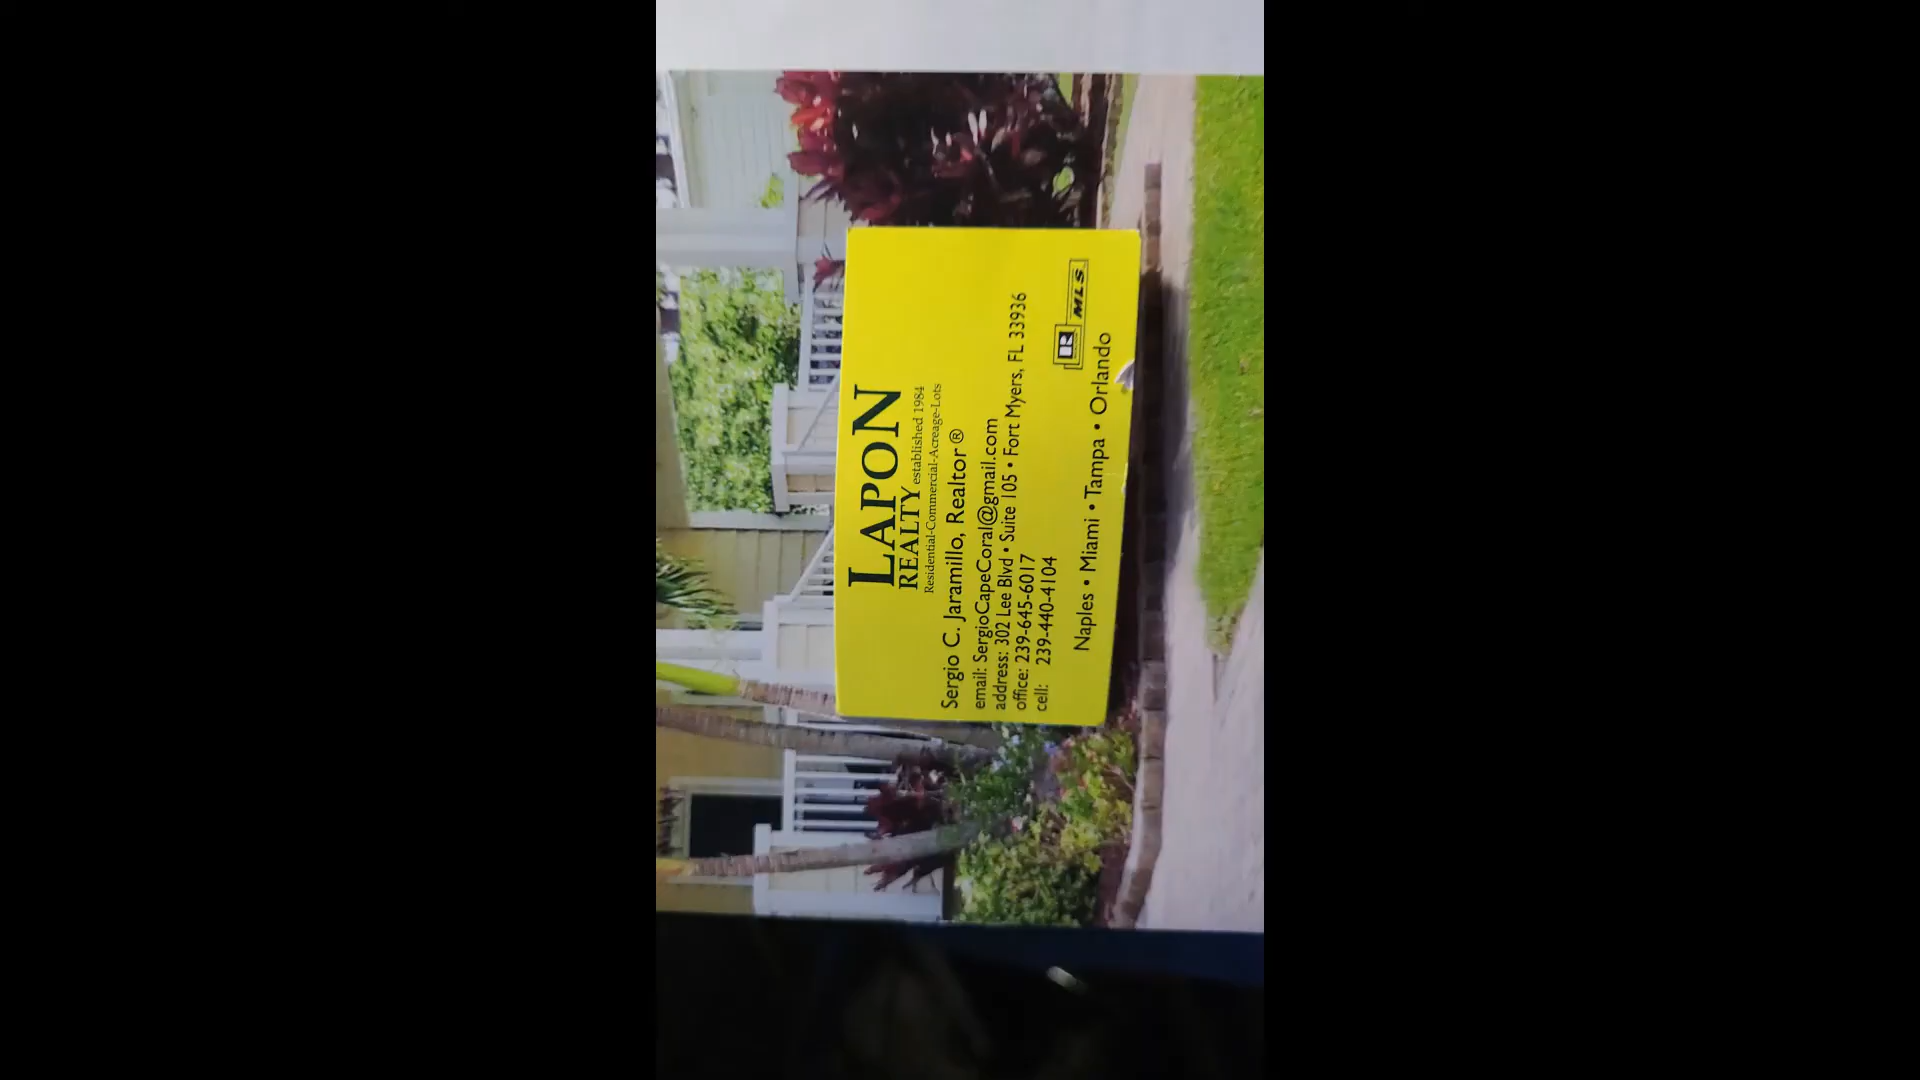 LAPON
REALTY established 1984
Residential-Commercial-Acreage-Lots
Sergio C. Jaramillo, Realtor ®
email: SergioCapeCoral@gmail.com
address: 302 Lee Blvd • Suite 105 • Fort Myers, FL 33936
office: 239-645-6017
cell: 239-440-4104
R MLS
Naples • Miami • Tampa • Orlando